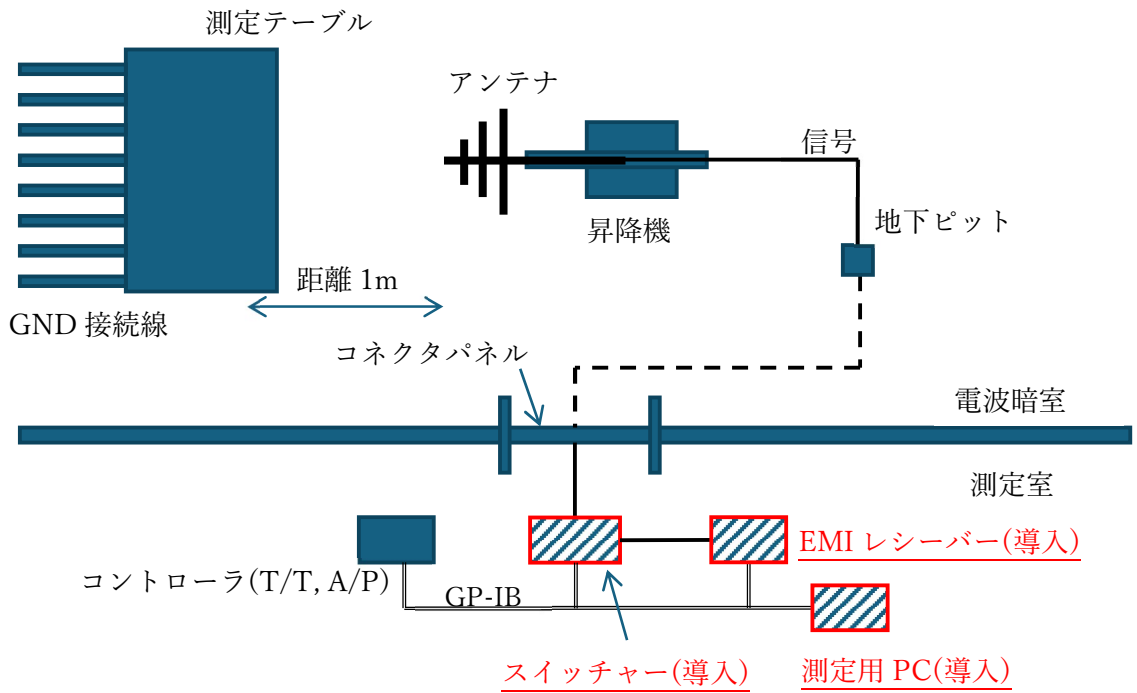 測定テーブル
アンテナ
信号
地下ピット
昇降機
距離 1m
GND 接続線
コネクタパネル
電波暗室
測定室
EMI レシーバー(導入)
コントローラ(T/T, A/P)
GP-IB
スイッチャー(導入)
測定用 PC(導入)